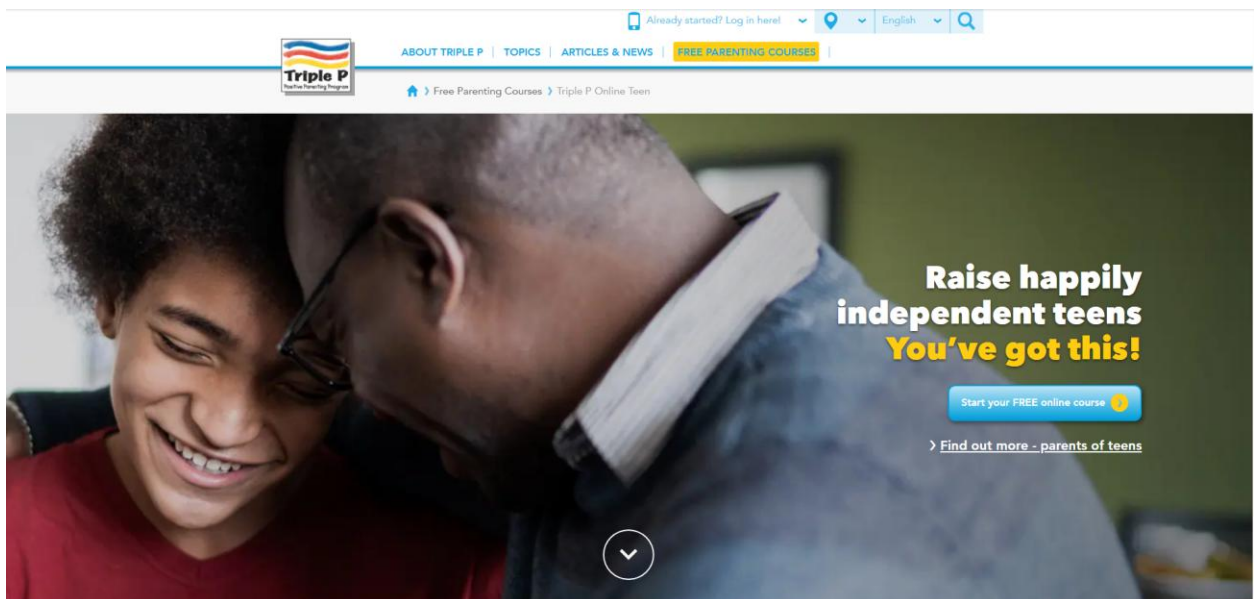 Already started? Log in here!
English
ABOUT TRIPLE P | TOPICS | ARTICLES & NEWS | FREE PARENTING COURSES |
Triple P
Positive Parenting Program
Free Parenting Courses
Triple P Online Teen
Raise happily
independent teens
You've got this!
Start your FREE online course
Find out more - parents of teens